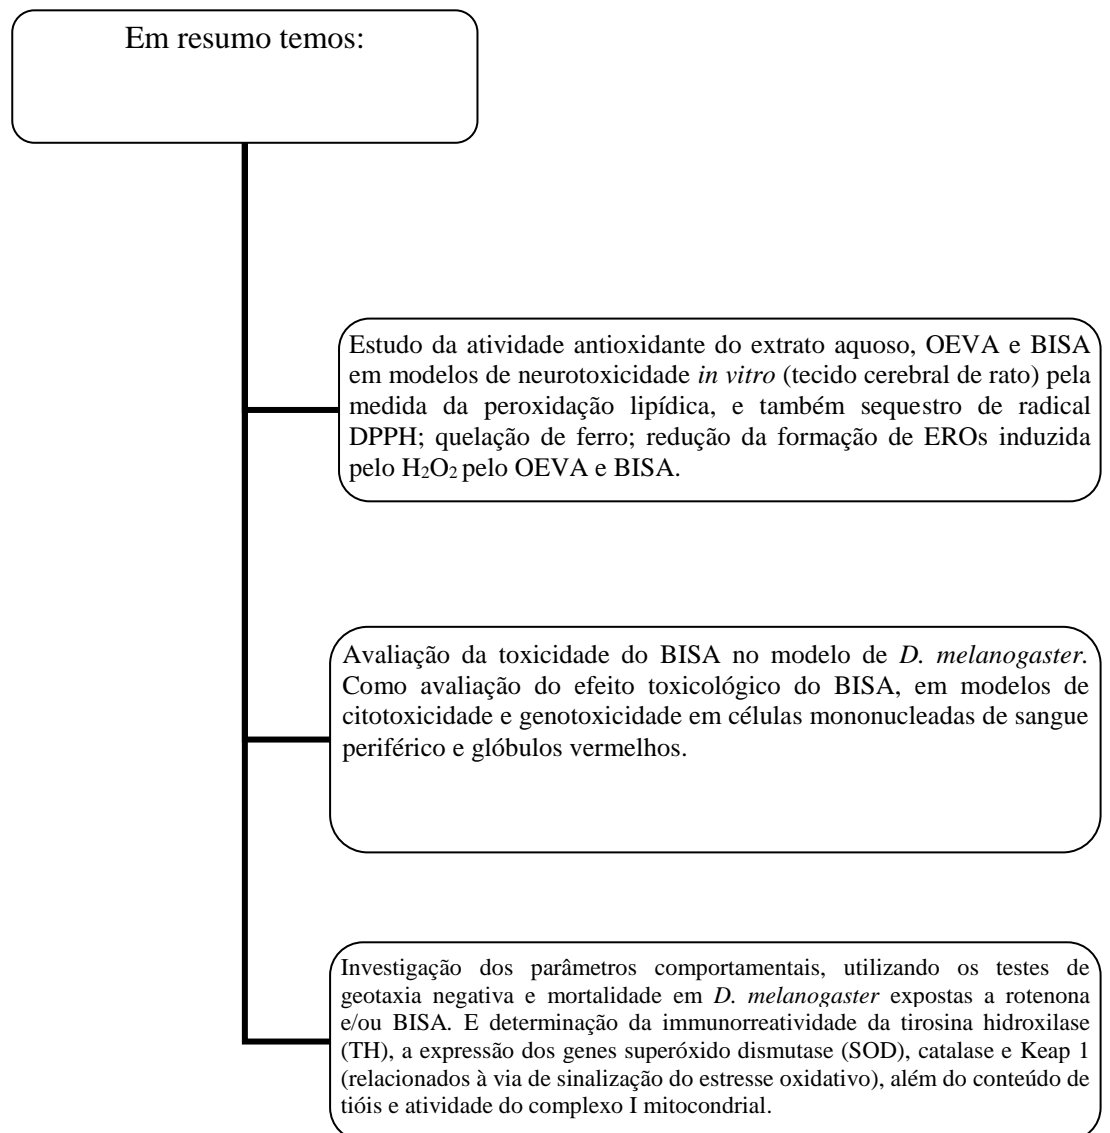 Em resumo temos:
Estudo da atividade antioxidante do extrato aquoso, OEVA e BISA
em modelos de neurotoxicidade in vitro (tecido cerebral de rato) pela
medida da peroxidação lipídica, e também sequestro de radical
DPPH; quelação de ferro; redução da formação de EROs induzida
pelo H₂O₂ pelo OEVA e BISA.
Avaliação da toxicidade do BISA no modelo de D. melanogaster.
Como avaliação do efeito toxicológico do BISA, em modelos de
citotoxicidade e genotoxicidade em células mononucleadas de sangue
periférico e glóbulos vermelhos.
Investigação dos parâmetros comportamentais, utilizando os testes de
geotaxia negativa e mortalidade em D. melanogaster expostas a rotenona
e/ou BISA. E determinação da immunorreatividade da tirosina hidroxilase
(TH), a expressão dos genes superóxido dismutase (SOD), catalase e Keap 1
(relacionados à via de sinalização do estresse oxidativo), além do conteúdo de
tióis e atividade do complexo I mitocondrial.